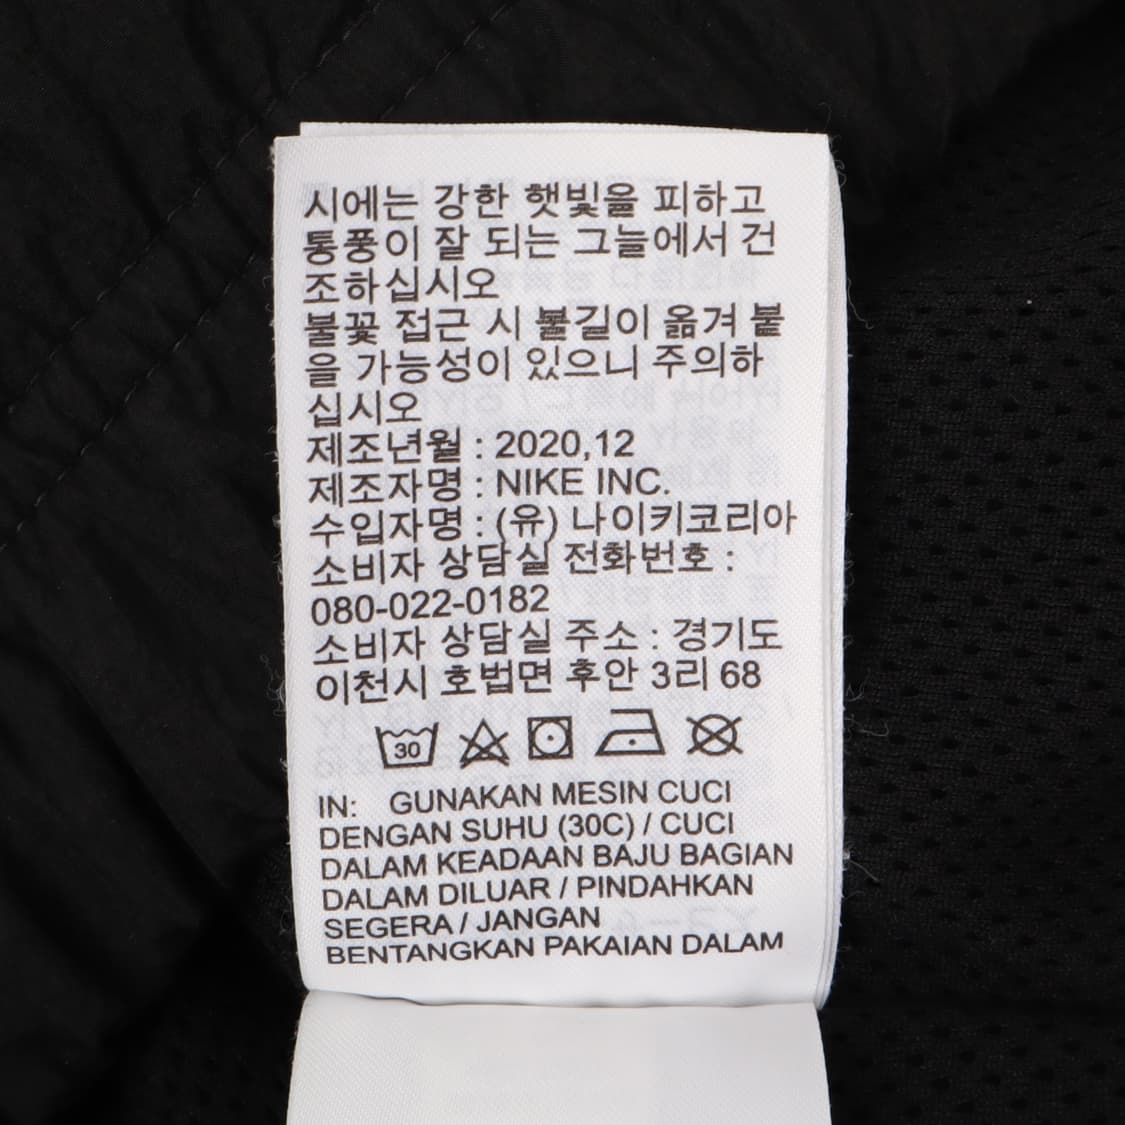 시에는 강한 햇빛을 피하고
통풍이 잘 되는 그늘에서 건
조하십시오
불꽃 접근 시 불길이 옮겨 붙
을 가능성이 있으니 주의하
십시오
제조년월 : 2020,12
제조자명 : NIKE INC.
수입자명 : (유) 나이키코리아
소비자 상담실 전화번호 :
080-022-0182
소비자 상담실 주소 : 경기도
이천시 호법면 후안 3리 68
30
IN: GUNAKAN MESIN CUCI
DENGAN SUHU (30C) / CUCI
DALAM KEADAAN BAJU BAGIAN
DALAM DILUAR / PINDAHKAN
SEGERA / JANGAN
BENTANGKAN PAKAIAN DALAM